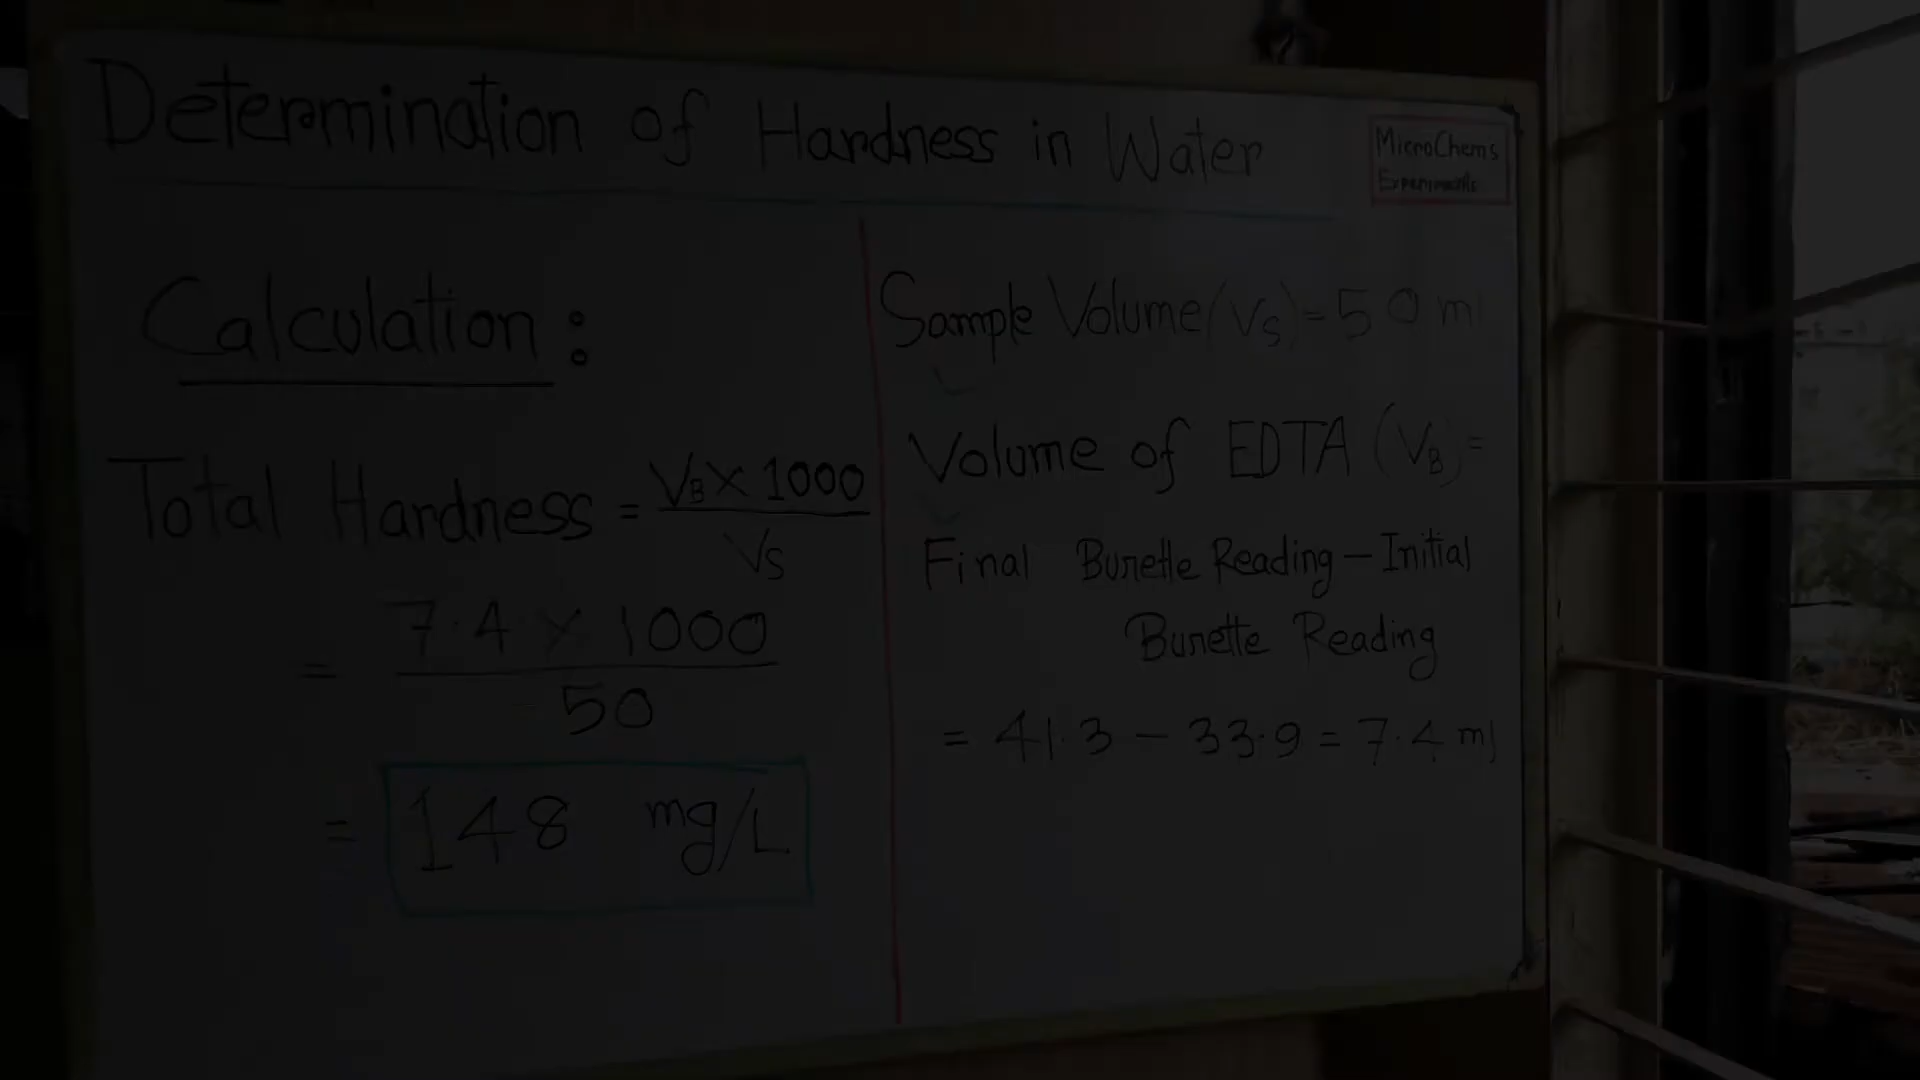 Determination of Hardness in Water
MicroChems
Experiments
Calculation :
Total Hardness = VB × 1000
Vs
= 7.4 × 1000
50
= 148 mg/L
Sample Volume (Vs) = 50 ml
Volume of EDTA (VB) =
Final Burette Reading – Initial
Burette Reading
= 41.3 – 33.9 = 7.4 ml